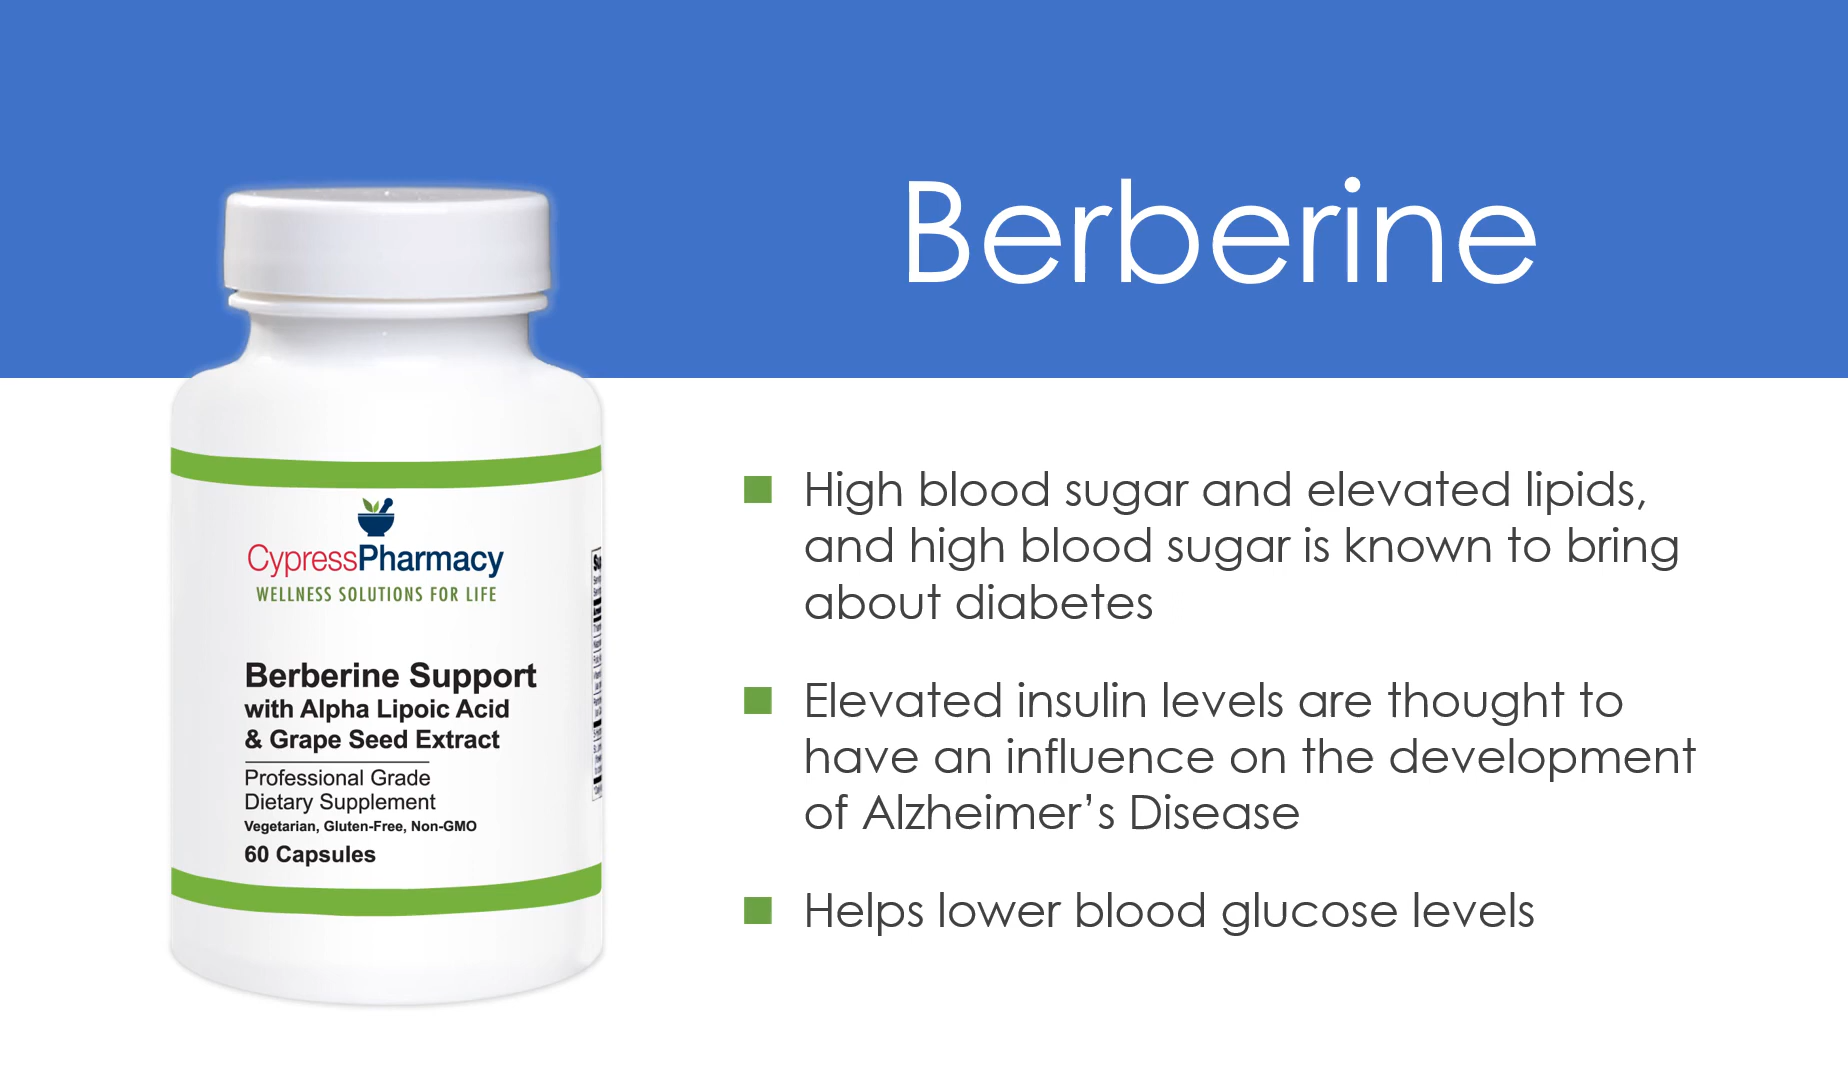 Berberine
CypressPharmacy
WELLNESS SOLUTIONS FOR LIFE
Berberine Support
with Alpha Lipoic Acid
& Grape Seed Extract
Professional Grade
Dietary Supplement
Vegetarian, Gluten-Free, Non-GMO
60 Capsules
High blood sugar and elevated lipids,
and high blood sugar is known to bring
about diabetes
Elevated insulin levels are thought to
have an influence on the development
of Alzheimer’s Disease
Helps lower blood glucose levels